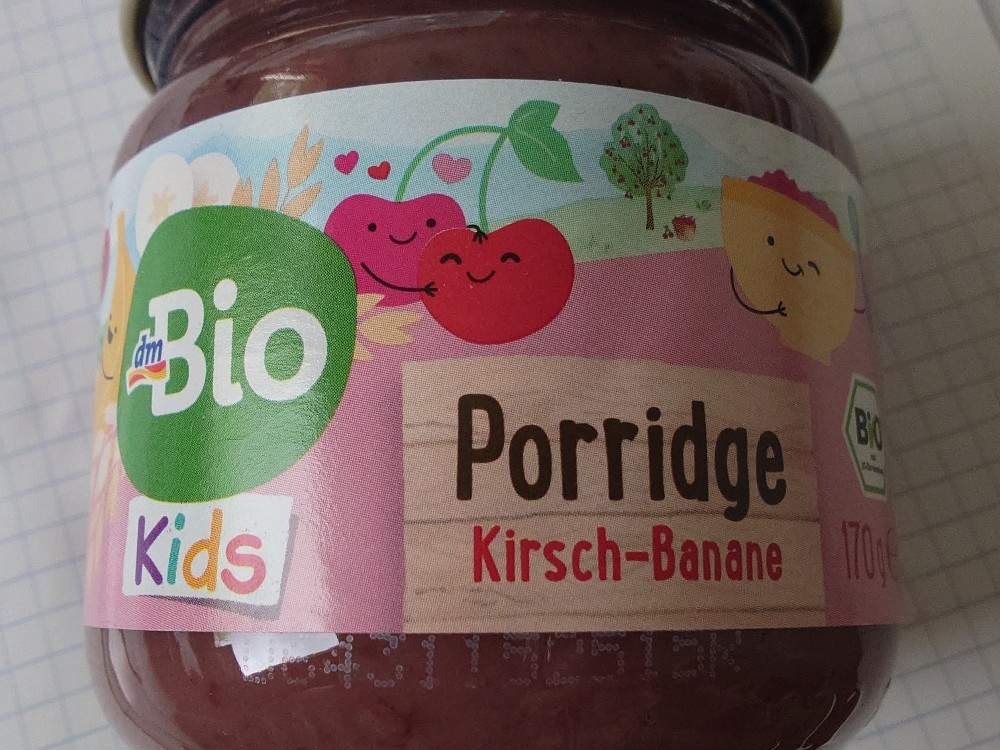 dm
Bio
Kids
Porridge
Kirsch-Banane
BiO
170g